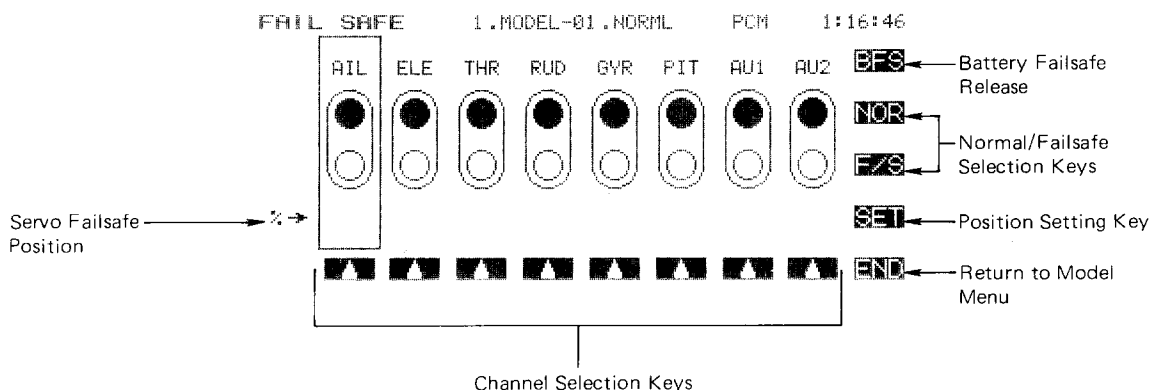 FAIL SAFE 1.MODEL-01.NORML PCM 1:16:46
AIL ELE THR RUD GYR PIT AU1 AU2
BFS
Battery Failsafe
Release
NOR
Normal/Failsafe
Selection Keys
F/S
Servo Failsafe
Position
%→
SET
Position Setting Key
END
Return to Model
Menu
Channel Selection Keys